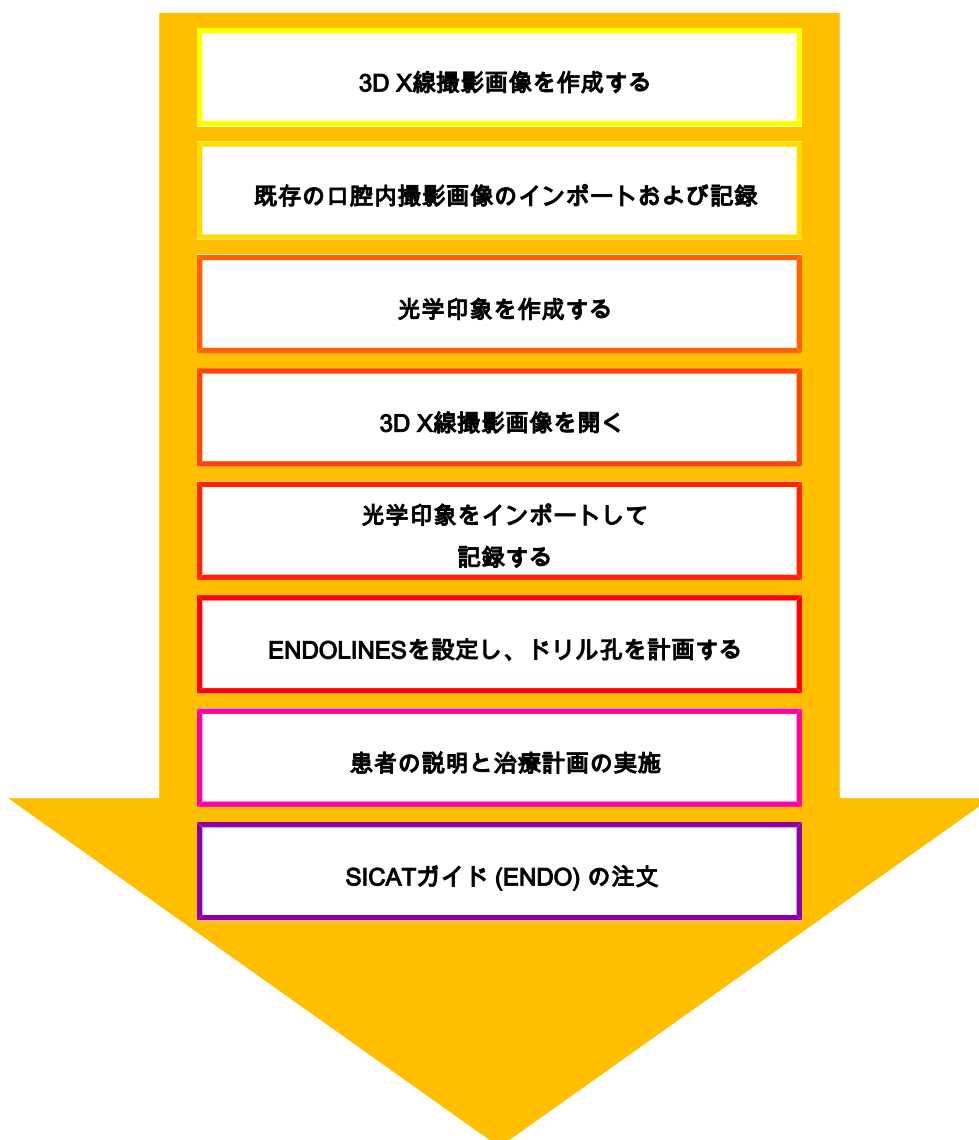 3D X線撮影画像を作成する
既存の口腔内撮影画像のインポートおよび記録
光学印象を作成する
3D X線撮影画像を開く
光学印象をインポートして
記録する
ENDOLINESを設定し、ドリル孔を計画する
患者の説明と治療計画の実施
SICATガイド (ENDO) の注文